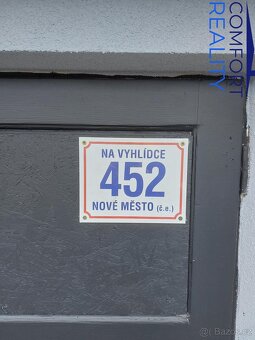 COMFORT
REALITY
NA VYHLÍDCE
452
NOVÉ MĚSTO (č.e.)